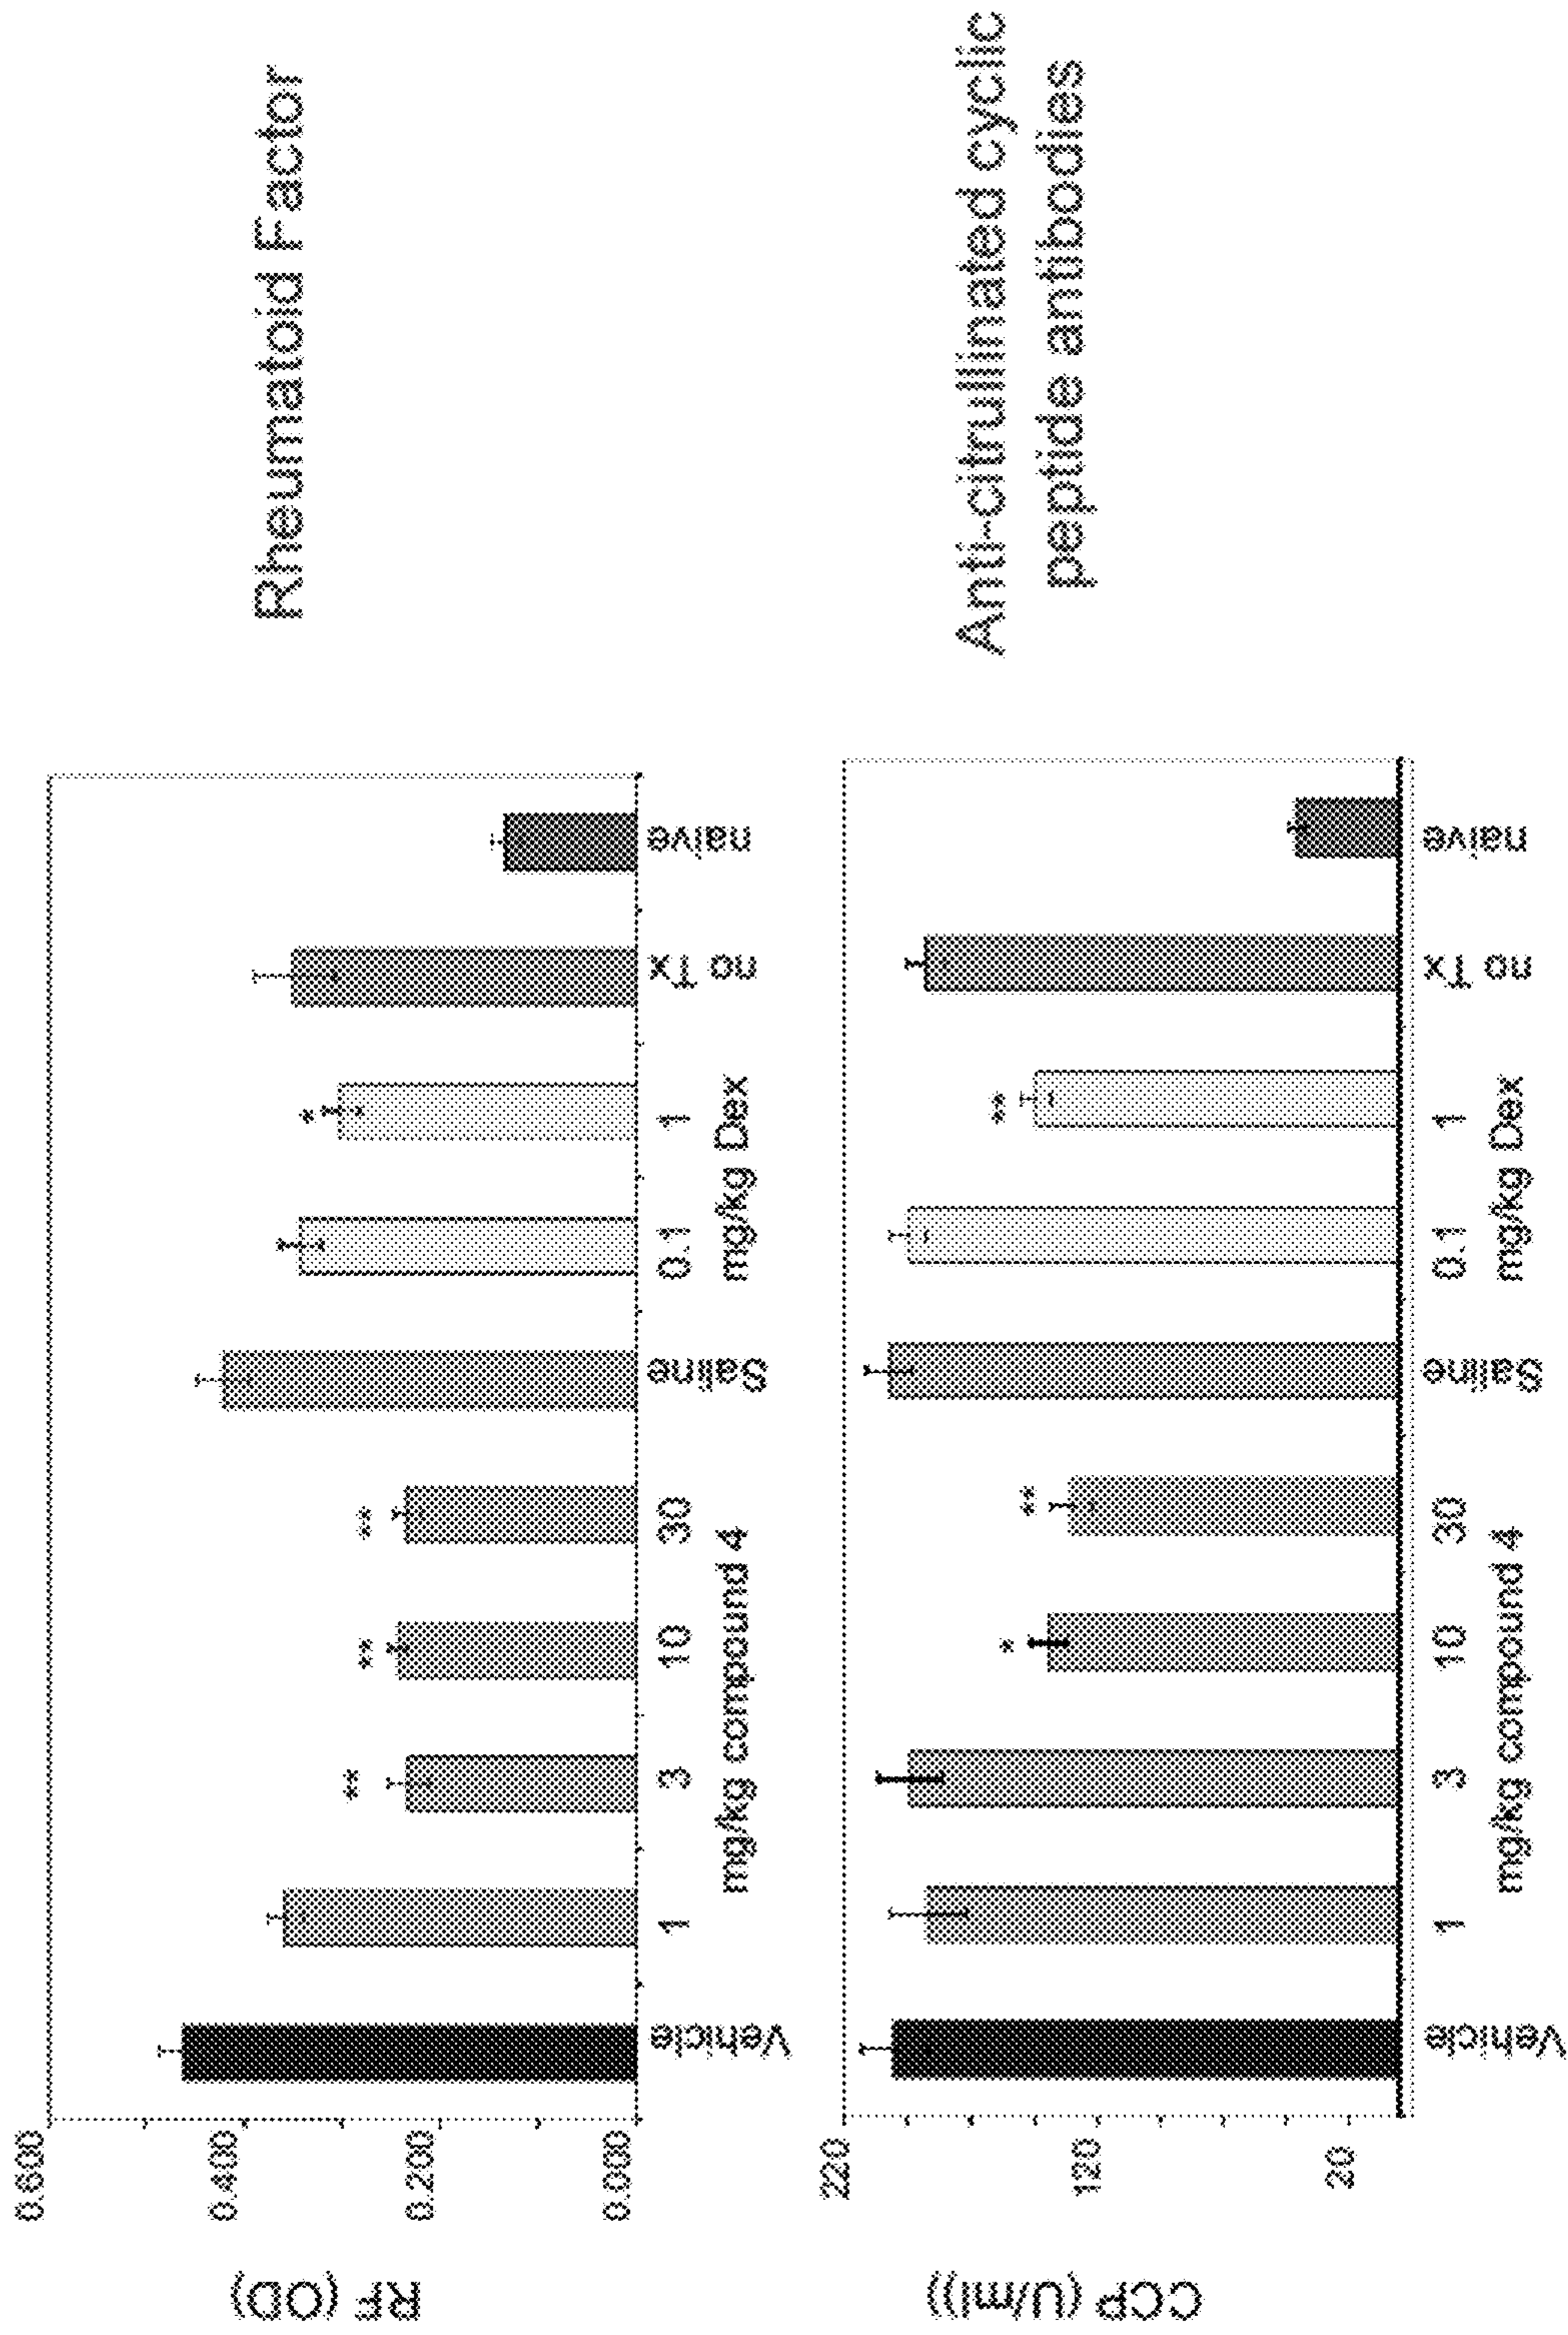 Rheumatoid Factor
RF (OD)
0.600
0.400
0.200
0.000
** ** ** *
Vehicle 1 3 10 30 Saline 0.1 1 no Tx naive
mg/kg compound 4 mg/kg Dex
Anti-citrullinated cyclic
peptide antibodies
CCP (U/ml))
220
120
20
* ** **
Vehicle 1 3 10 30 Saline 0.1 1 no Tx naive
mg/kg compound 4 mg/kg Dex